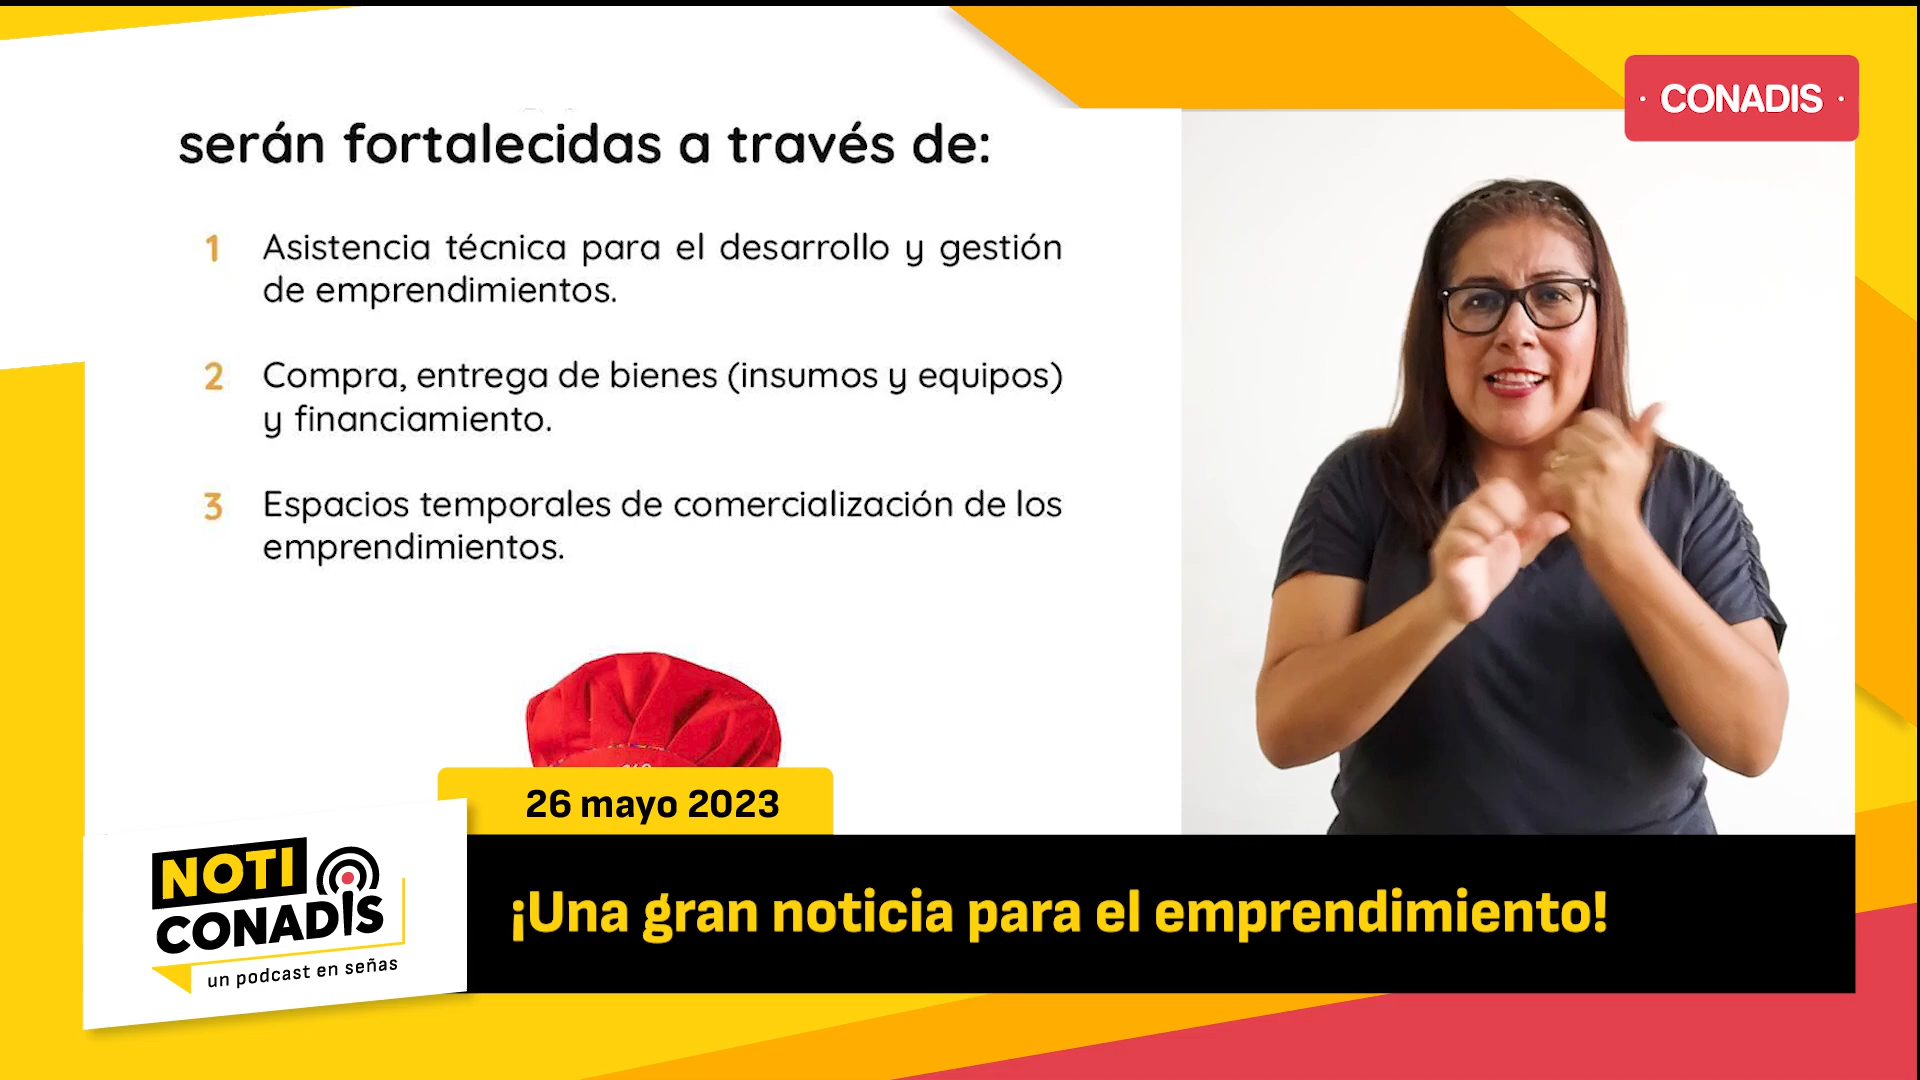 CONADIS
serán fortalecidas a través de:
1 Asistencia técnica para el desarrollo y gestión
de emprendimientos.
2 Compra, entrega de bienes (insumos y equipos)
y financiamiento.
3 Espacios temporales de comercialización de los
emprendimientos.
26 mayo 2023
NOTI
CONADIS
un podcast en señas
¡Una gran noticia para el emprendimiento!